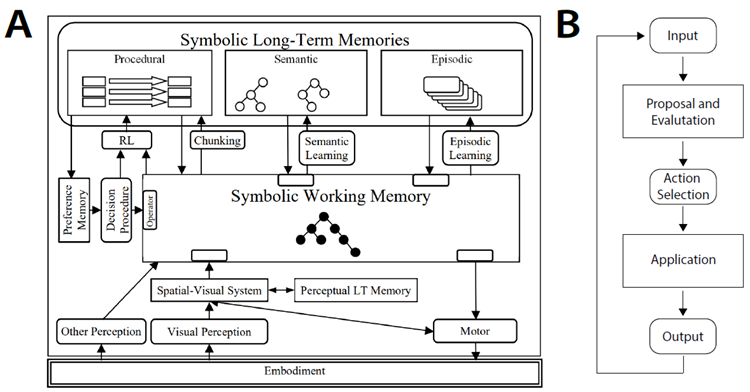 A
Symbolic Long-Term Memories
Procedural
Semantic
Episodic
RL
Chunking
Semantic
Learning
Episodic
Learning
Preference
Memory
Decision
Procedure
Operator
Symbolic Working Memory
Spatial-Visual System
Perceptual LT Memory
Other Perception
Visual Perception
Motor
Embodiment
B
Input
Proposal and
Evalutation
Action
Selection
Application
Output